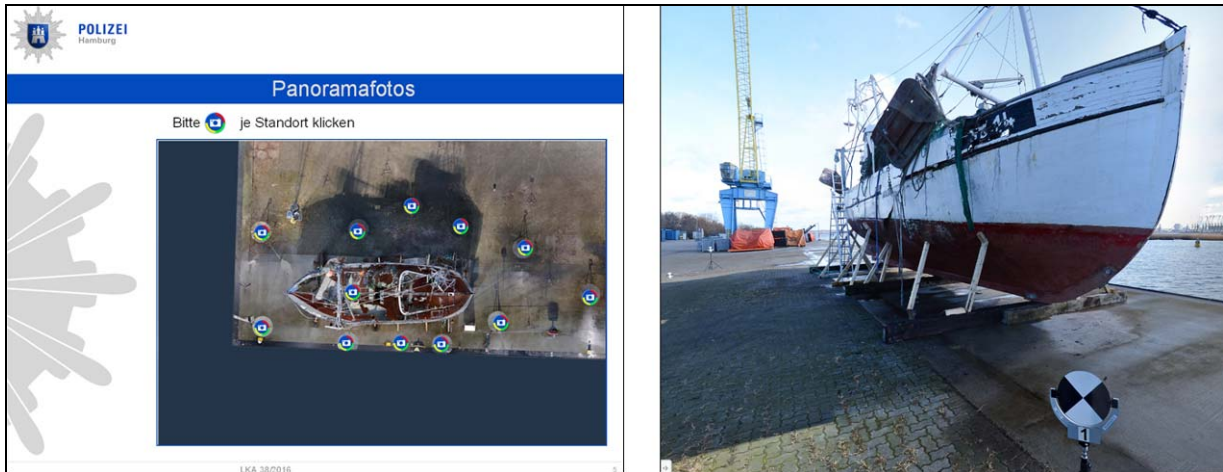 POLIZEI
Hamburg
Panoramafotos
Bitte je Standort klicken
LKA 38/2016
5
1